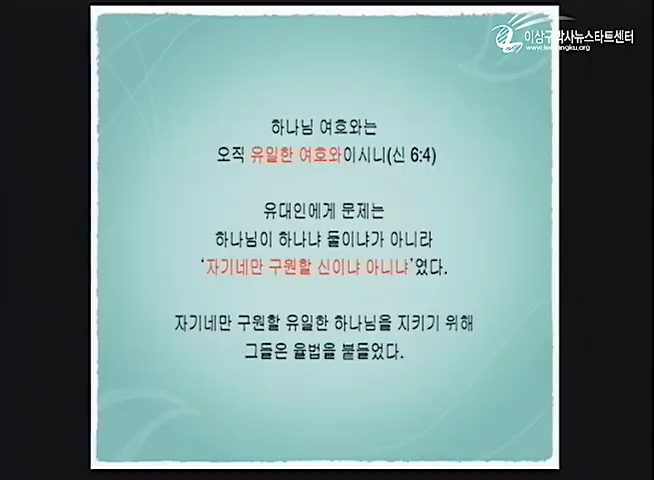 이상구박사뉴스타트센터
www.leesangku.org
하나님 여호와는
오직 유일한 여호와이시니(신 6:4)
유대인에게 문제는
하나님이 하나냐 둘이냐가 아니라
‘자기네만 구원할 신이냐 아니냐’였다.
자기네만 구원할 유일한 하나님을 지키기 위해
그들은 율법을 붙들었다.